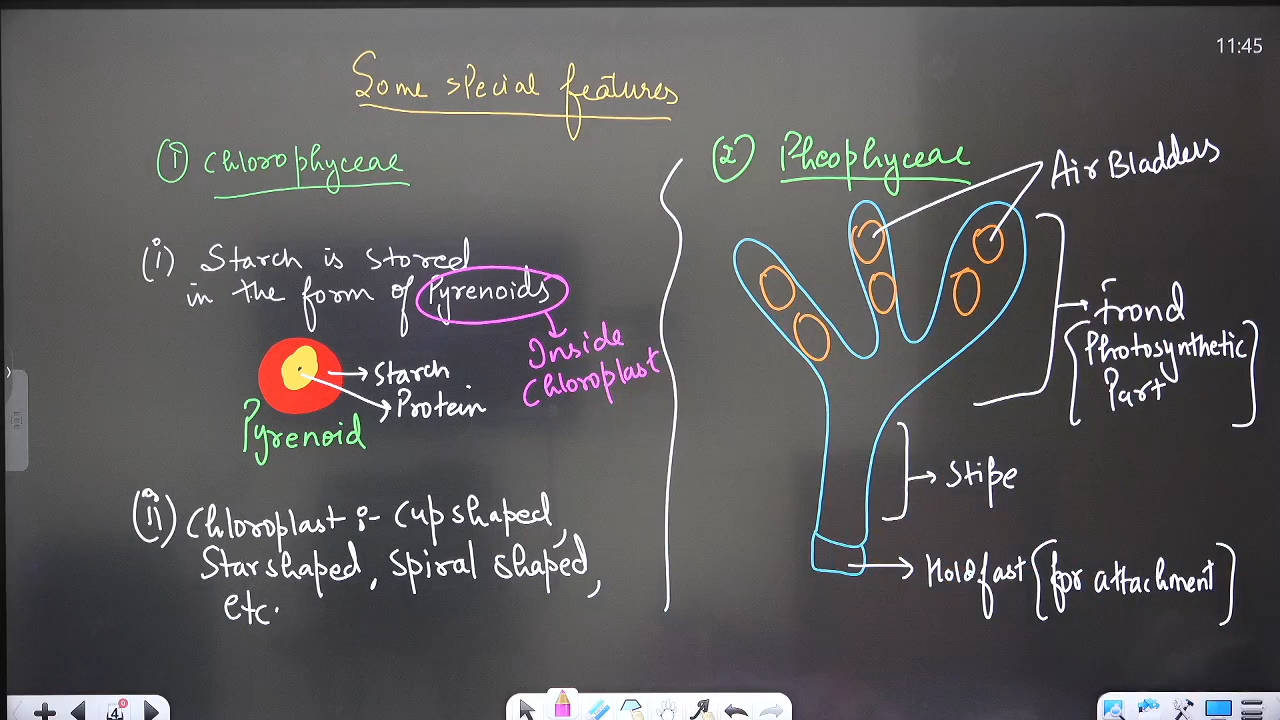 11:45
Some special features
① Chlorophyceae
(i) Starch is stored
in the form of Pyrenoids
Inside
Chloroplast
Starch
Protein
Pyrenoid
(ii) Chloroplast :- Cup shaped,
Star shaped, spiral shaped,
etc.
② Pheophyceae
Air Bladders
Frond
[Photosynthetic
Part]
Stipe
Holdfast [for attachment]
4